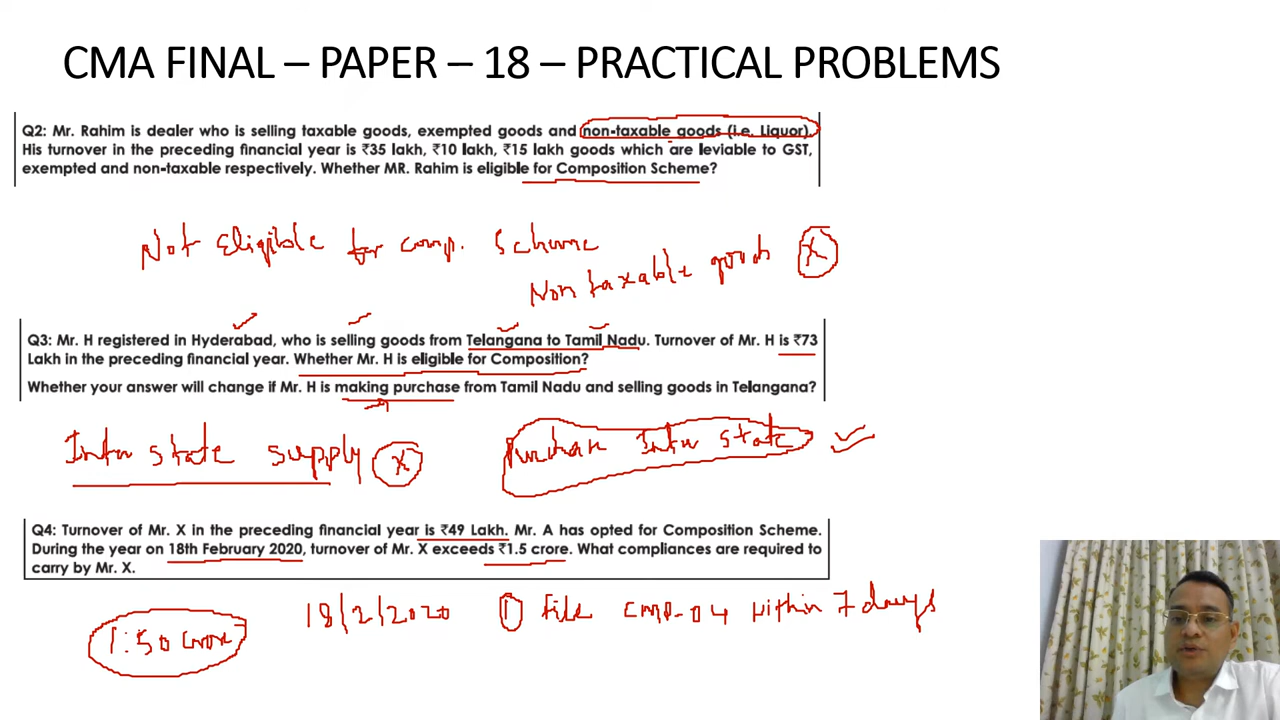 CMA FINAL – PAPER – 18 – PRACTICAL PROBLEMS
Q2: Mr. Rahim is dealer who is selling taxable goods, exempted goods and non-taxable goods (i.e. Liquor).
His turnover in the preceding financial year is ₹35 lakh, ₹10 lakh, ₹15 lakh goods which are leviable to GST,
exempted and non-taxable respectively. Whether MR. Rahim is eligible for Composition Scheme?
Not Eligible for comp. Scheme
Non taxable goods X
Q3: Mr. H registered in Hyderabad, who is selling goods from Telangana to Tamil Nadu. Turnover of Mr. H is ₹73
Lakh in the preceding financial year. Whether Mr. H is eligible for Composition?
Whether your answer will change if Mr. H is making purchase from Tamil Nadu and selling goods in Telangana?
Inter state supply X
Purchase Inter state
Q4: Turnover of Mr. X in the preceding financial year is ₹49 Lakh. Mr. A has opted for Composition Scheme.
During the year on 18th February 2020, turnover of Mr. X exceeds ₹1.5 crore. What compliances are required to
carry by Mr. X.
18/2/2020 1 File CMP-04 within 7 days
1.50 crore